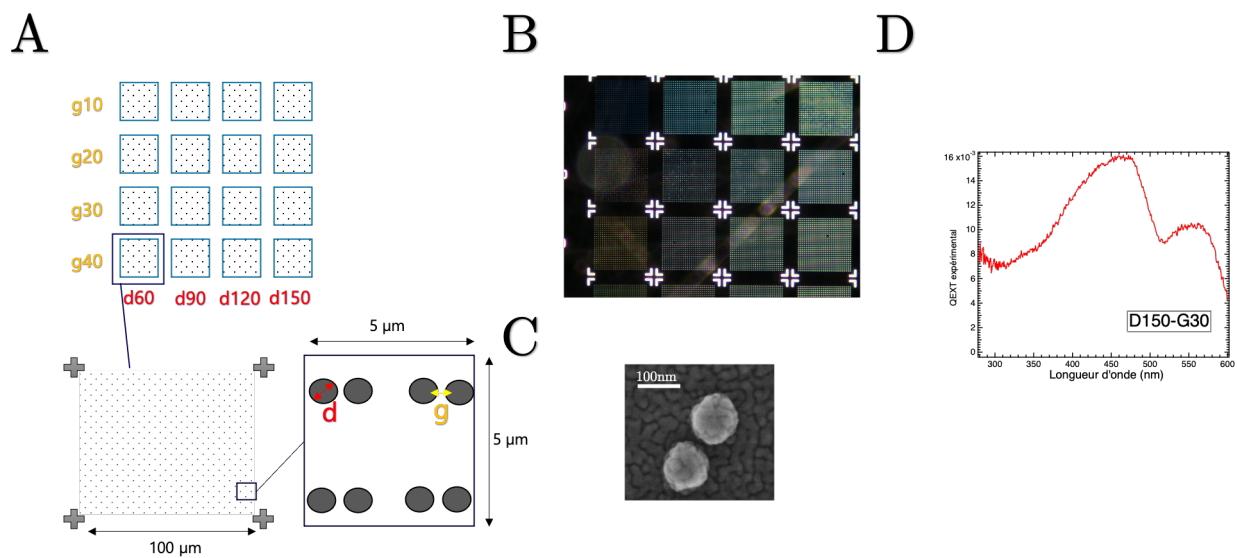 A
g10
g20
g30
g40
d60 d90 d120 d150
5 µm
d
g
5 µm
100 µm
B
C
100nm
D
16 x10⁻³
14
12
10
8
6
4
2
0
QEXT expérimental
D150-G30
300 350 400 450 500 550 600
Longueur d'onde (nm)